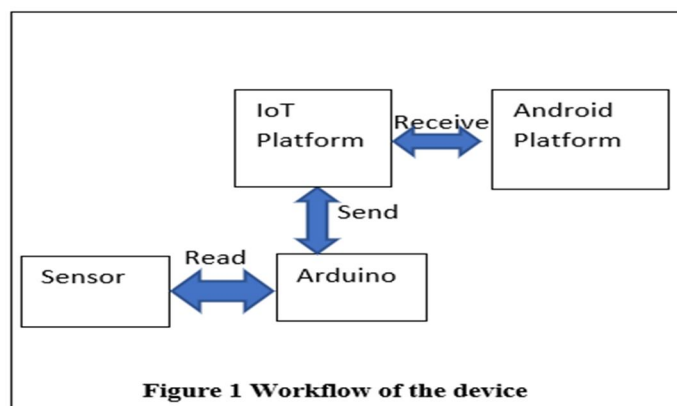 IoT
Platform
Receive
Android
Platform
Send
Read
Sensor
Arduino
Figure 1 Workflow of the device